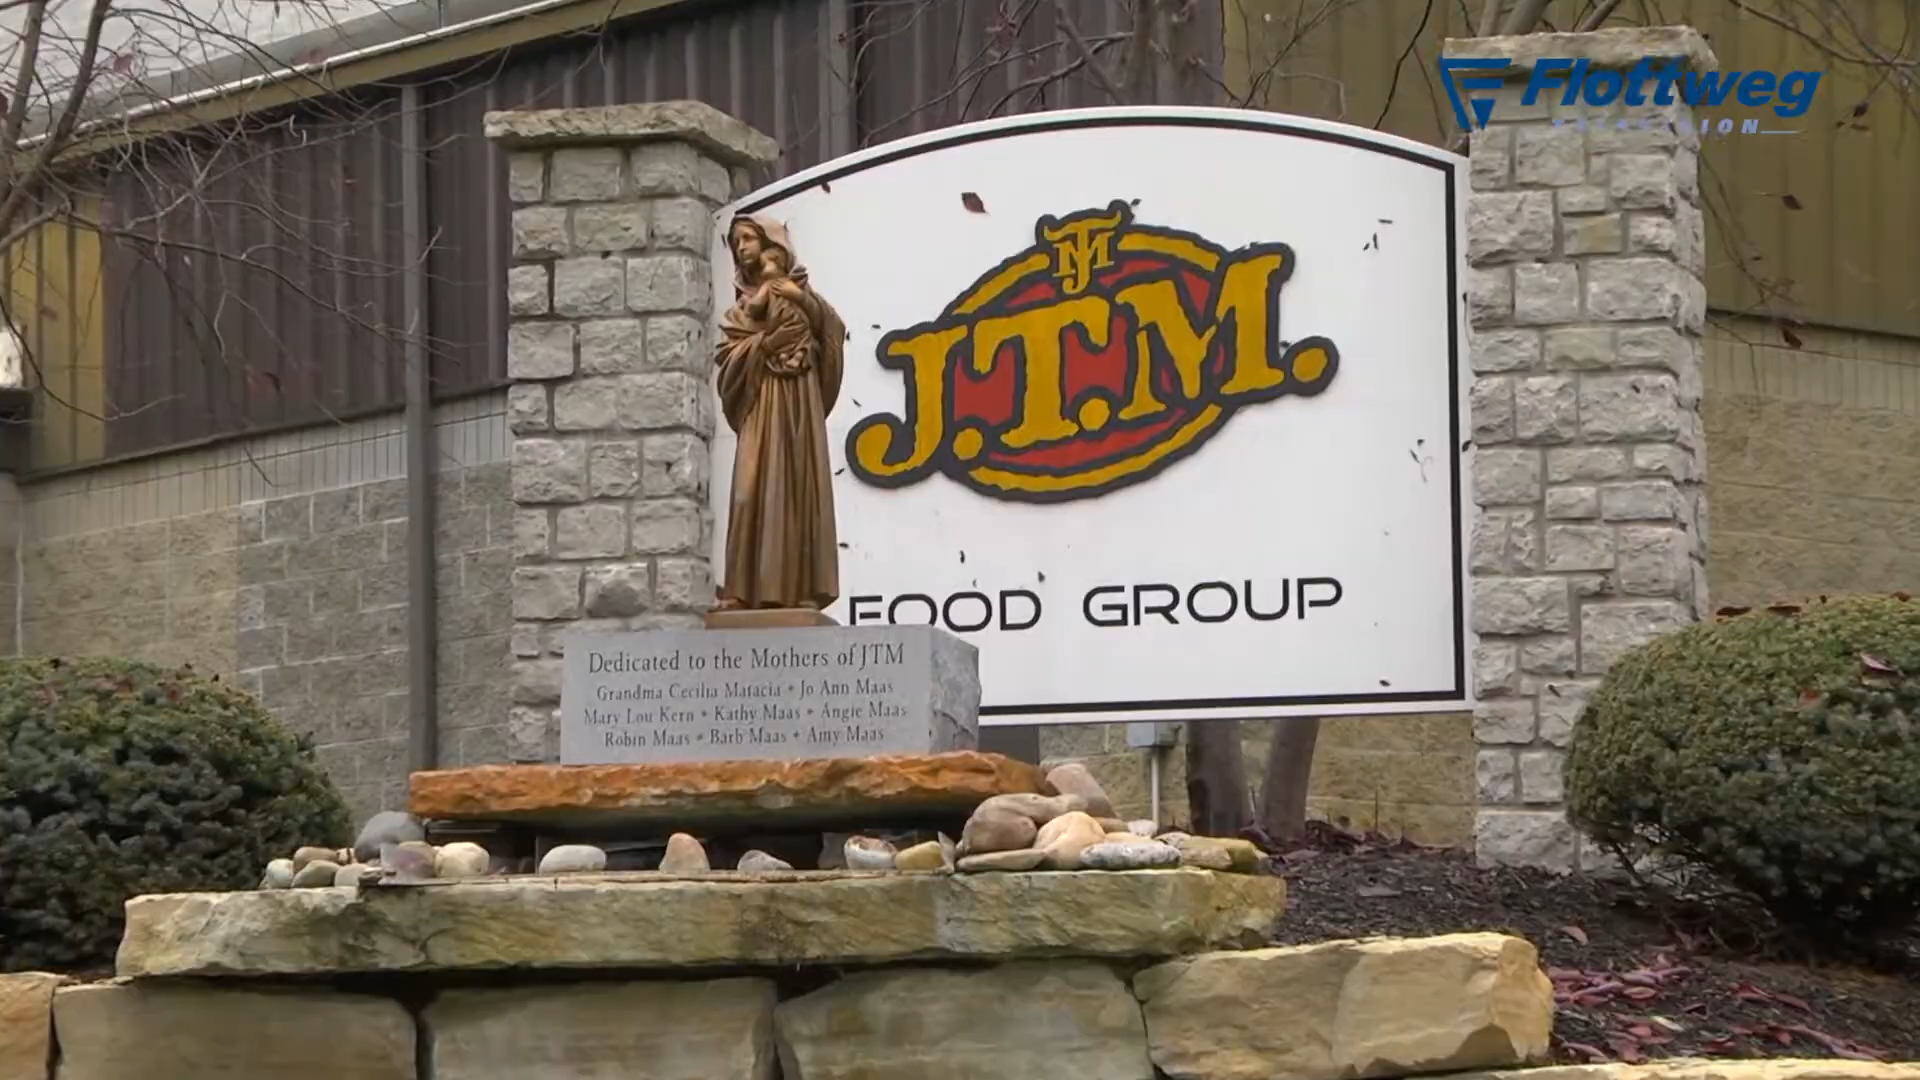 Flottweg
JTM
J.T.M.
FOOD GROUP
Dedicated to the Mothers of JTM
Grandma Cecilia Matacia • Jo Ann Maas
Mary Lou Kern • Kathy Maas • Angie Maas
Robin Maas • Barb Maas • Amy Maas